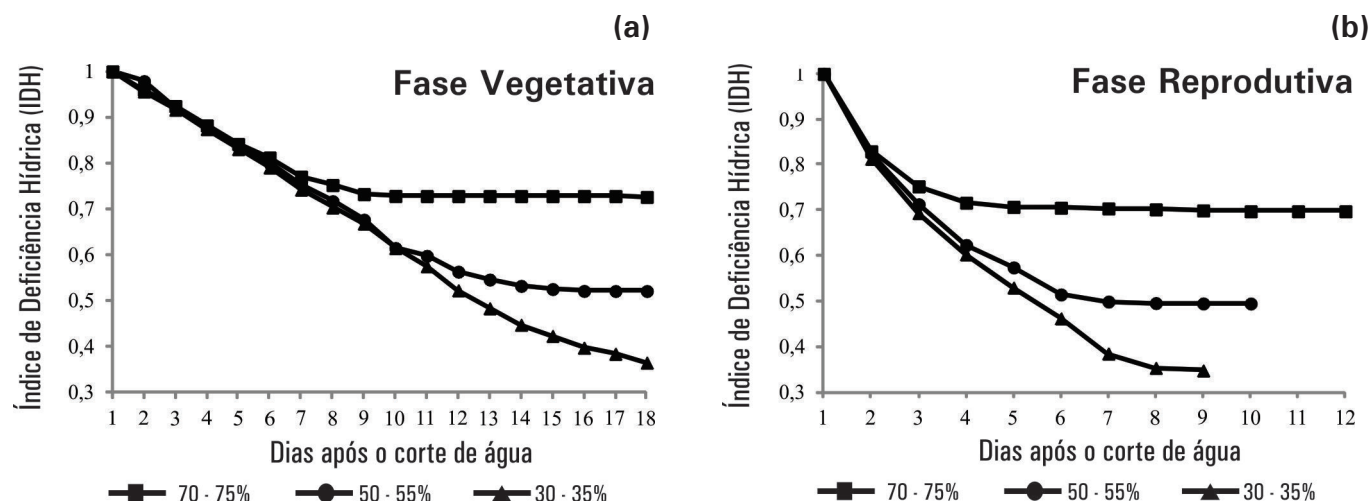 (a)
Fase Vegetativa
Índice de Deficiência Hídrica (IDH)
1
0,9
0,8
0,7
0,6
0,5
0,4
0,3
1 2 3 4 5 6 7 8 9 10 11 12 13 14 15 16 17 18
Dias após o corte de água
70 - 75% 50 - 55% 30 - 35%
(b)
Fase Reprodutiva
Índice de Deficiência Hídrica (IDH)
1
0,9
0,8
0,7
0,6
0,5
0,4
0,3
1 2 3 4 5 6 7 8 9 10 11 12
Dias após o corte de água
70 - 75% 50 - 55% 30 - 35%